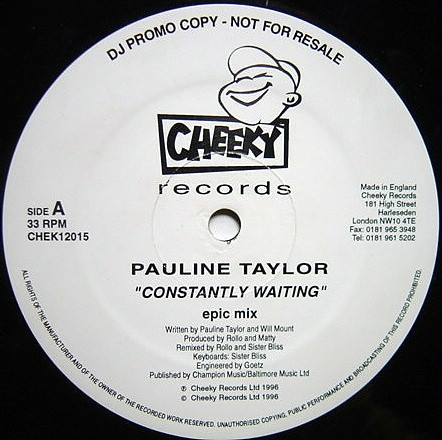 DJ PROMO COPY - NOT FOR RESALE
CHEEKY
records
SIDE A
33 RPM
CHEK12015
Made in England
Cheeky Records
181 High Street
Harleseden
London NW10 4TE
Fax: 0181 965 3948
Tel: 0181 961 5202
PAULINE TAYLOR
"CONSTANTLY WAITING"
epic mix
Written by Pauline Taylor and Will Mount
Produced by Rollo and Matty
Remixed by Rollo and Sister Bliss
Keyboards: Sister Bliss
Engineered by Goetz
Published by Champion Music/Baltimore Music Ltd
℗ Cheeky Records Ltd 1996
© Cheeky Records Ltd 1996
ALL RIGHTS OF THE MANUFACTURER AND OF THE OWNER OF THE RECORDED WORK RESERVED. UNAUTHORISED COPYING, PUBLIC PERFORMANCE AND BROADCASTING OF THIS RECORD PROHIBITED.